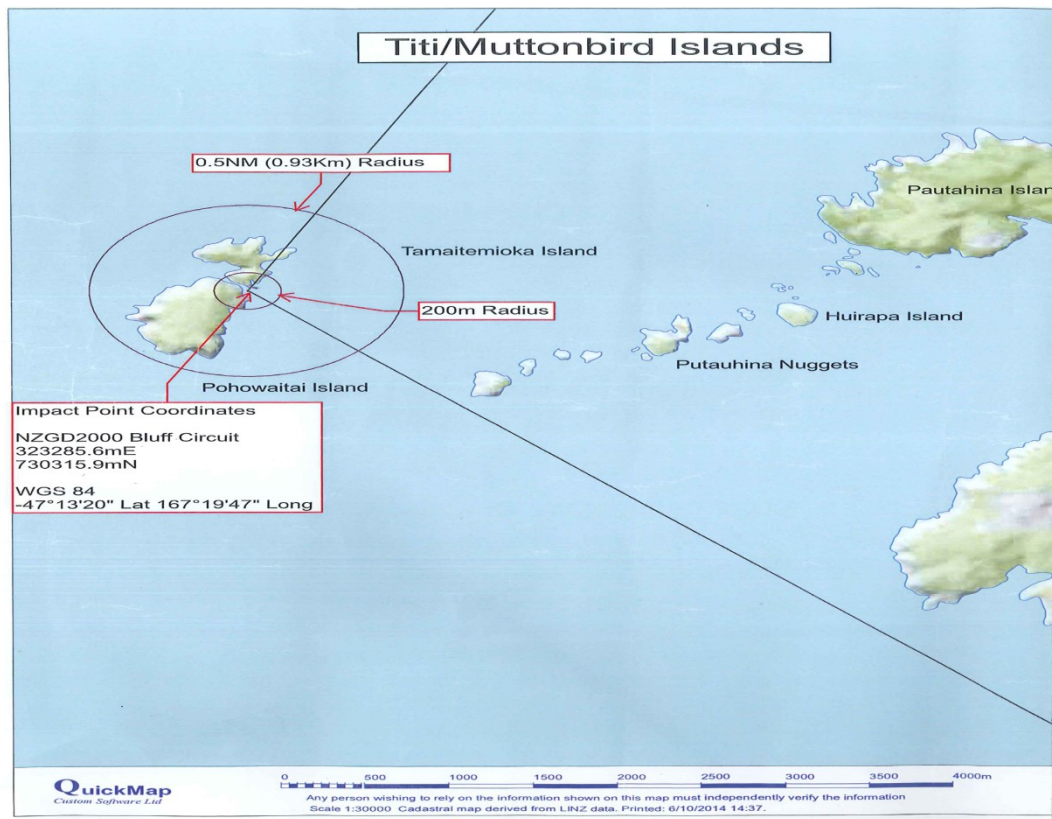 Titi/Muttonbird Islands
0.5NM (0.93Km) Radius
Pautahina Islan
Tamaitemioka Island
200m Radius
Huirapa Island
Putauhina Nuggets
Pohowaitai Island
Impact Point Coordinates
NZGD2000 Bluff Circuit
323285.6mE
730315.9mN
WGS 84
-47°13'20" Lat 167°19'47" Long
QuickMap
Custom Software Ltd
0 500 1000 1500 2000 2500 3000 3500 4000m
Any person wishing to rely on the information shown on this map must independently verify the information
Scale 1:30000 Cadastral map derived from LINZ data. Printed: 6/10/2014 14:37.